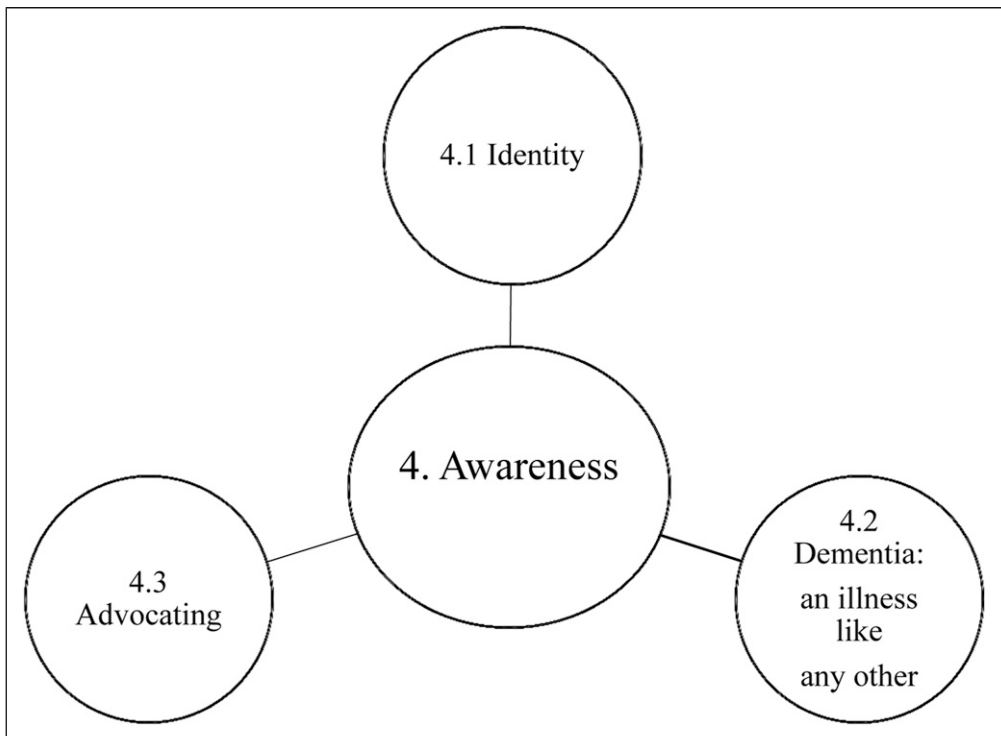 4.1 Identity
4. Awareness
4.2
Dementia:
an illness
like
any other
4.3
Advocating